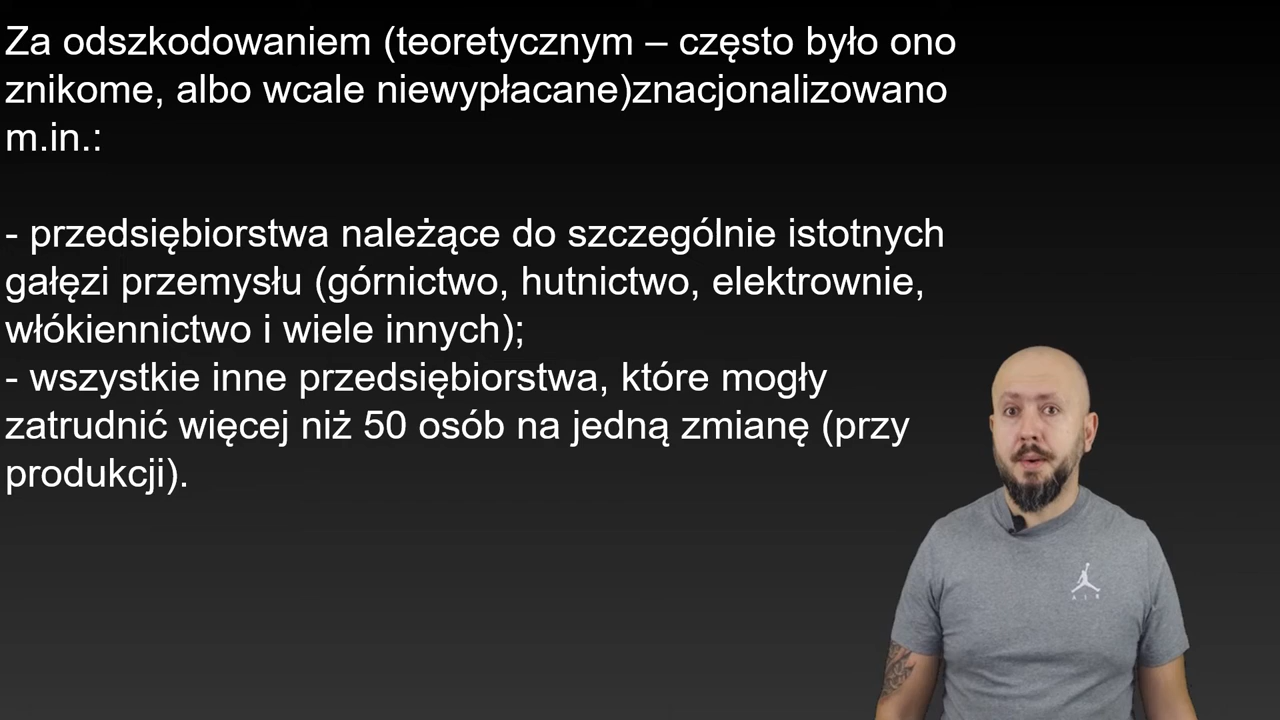 Za odszkodowaniem (teoretycznym – często było ono
znikome, albo wcale niewypłacane)znacjonalizowano
m.in.:
- przedsiębiorstwa należące do szczególnie istotnych
gałęzi przemysłu (górnictwo, hutnictwo, elektrownie,
włókiennictwo i wiele innych);
- wszystkie inne przedsiębiorstwa, które mogły
zatrudnić więcej niż 50 osób na jedną zmianę (przy
produkcji).
AIR